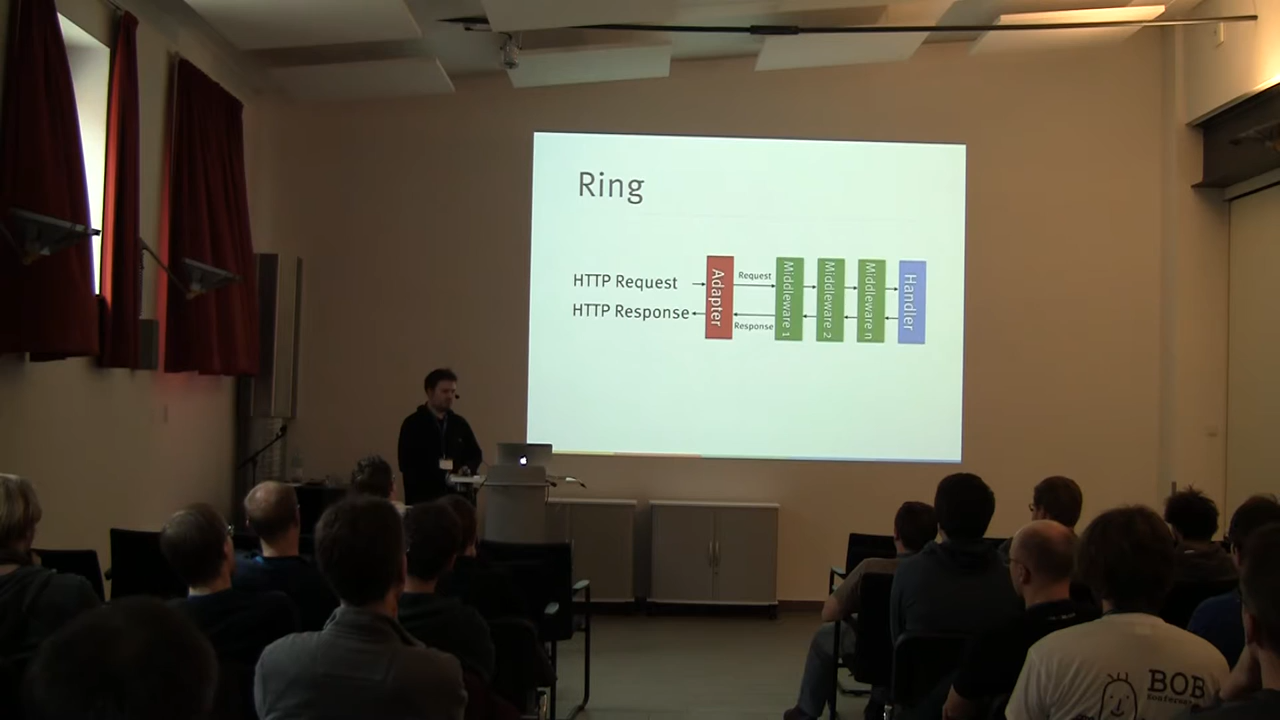 Ring
HTTP Request
HTTP Response
Adapter
Request
Response
Middleware 1
Middleware 2
Middleware n
Handler
BOB